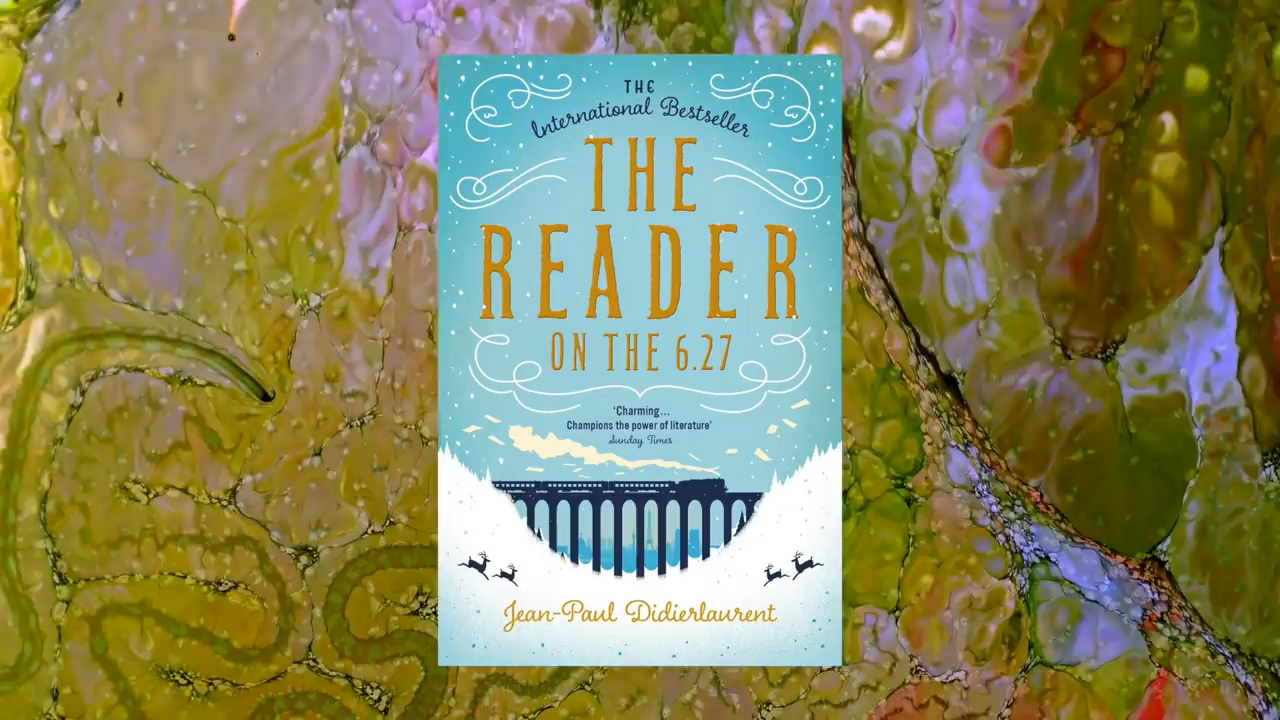 THE
International Bestseller
THE
READER
ON THE 6.27
‘Charming...
Champions the power of literature’
Sunday Times
Jean-Paul Didierlaurent